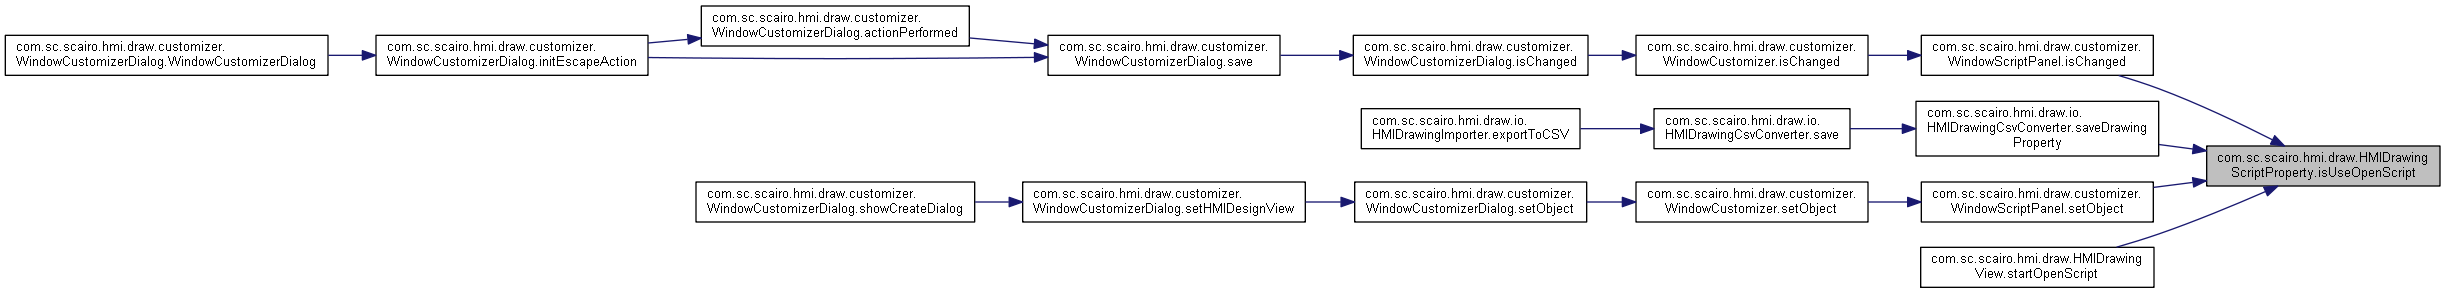 com.sc.scairo.hmi.draw.customizer.
WindowCustomizerDialog.WindowCustomizerDialog
com.sc.scairo.hmi.draw.customizer.
WindowCustomizerDialog.initEscapeAction
com.sc.scairo.hmi.draw.customizer.
WindowCustomizerDialog.actionPerformed
com.sc.scairo.hmi.draw.customizer.
WindowCustomizerDialog.save
com.sc.scairo.hmi.draw.customizer.
WindowCustomizerDialog.isChanged
com.sc.scairo.hmi.draw.customizer.
WindowCustomizer.isChanged
com.sc.scairo.hmi.draw.customizer.
WindowScriptPanel.isChanged
com.sc.scairo.hmi.draw.io.
HMIDrawingImporter.exportToCSV
com.sc.scairo.hmi.draw.io.
HMIDrawingCsvConverter.save
com.sc.scairo.hmi.draw.io.
HMIDrawingCsvConverter.saveDrawing
Property
com.sc.scairo.hmi.draw.HMIDrawing
ScriptProperty.isUseOpenScript
com.sc.scairo.hmi.draw.customizer.
WindowCustomizerDialog.showCreateDialog
com.sc.scairo.hmi.draw.customizer.
WindowCustomizerDialog.setHMIDesignView
com.sc.scairo.hmi.draw.customizer.
WindowCustomizerDialog.setObject
com.sc.scairo.hmi.draw.customizer.
WindowCustomizer.setObject
com.sc.scairo.hmi.draw.customizer.
WindowScriptPanel.setObject
com.sc.scairo.hmi.draw.HMIDrawing
View.startOpenScript